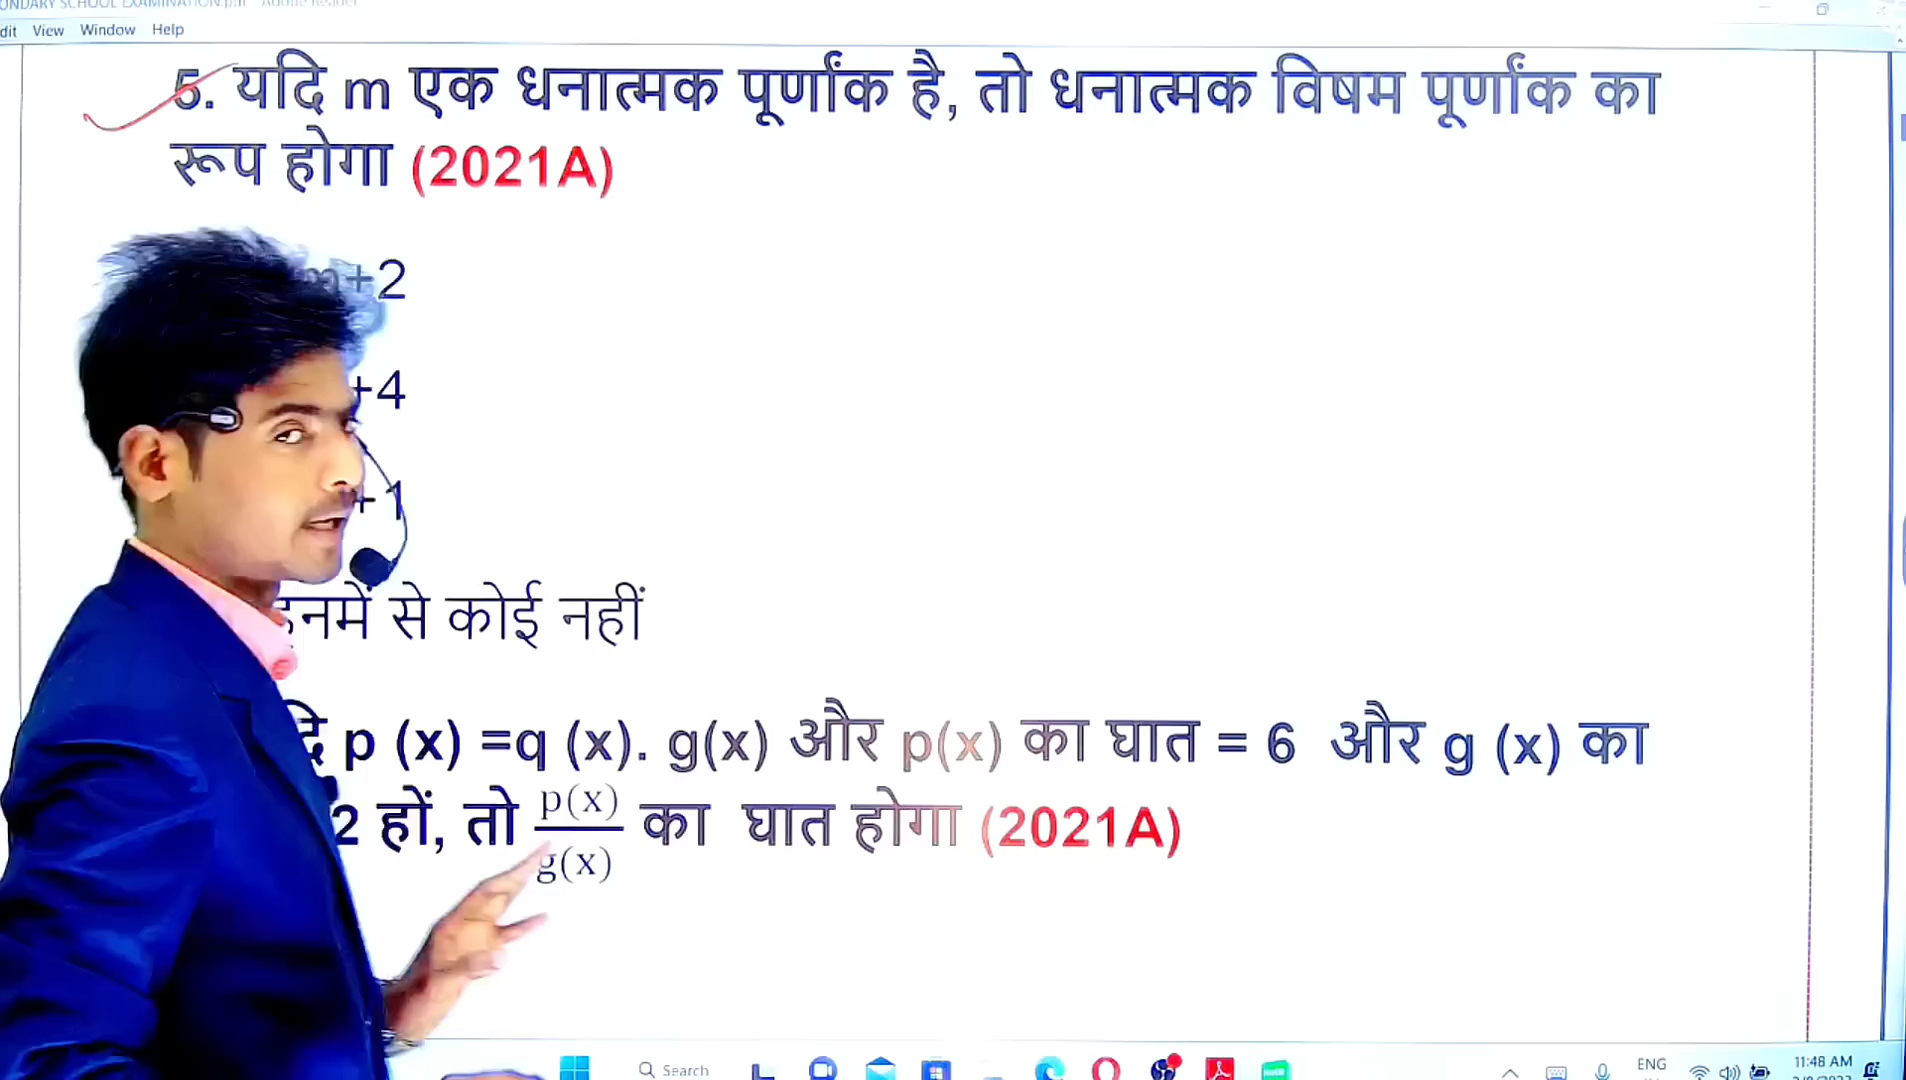 dit View Window Help
5. यदि m एक धनात्मक पूर्णांक है, तो धनात्मक विषम पूर्णांक का
रूप होगा (2021A)
m+2
+4
+1
इनमें से कोई नहीं
दि p (x) =q (x). g(x) और p(x) का घात = 6 और g (x) का
2 हों, तो p(x)/g(x) का घात होगा (2021A)
Search
ENG
11:48 AM